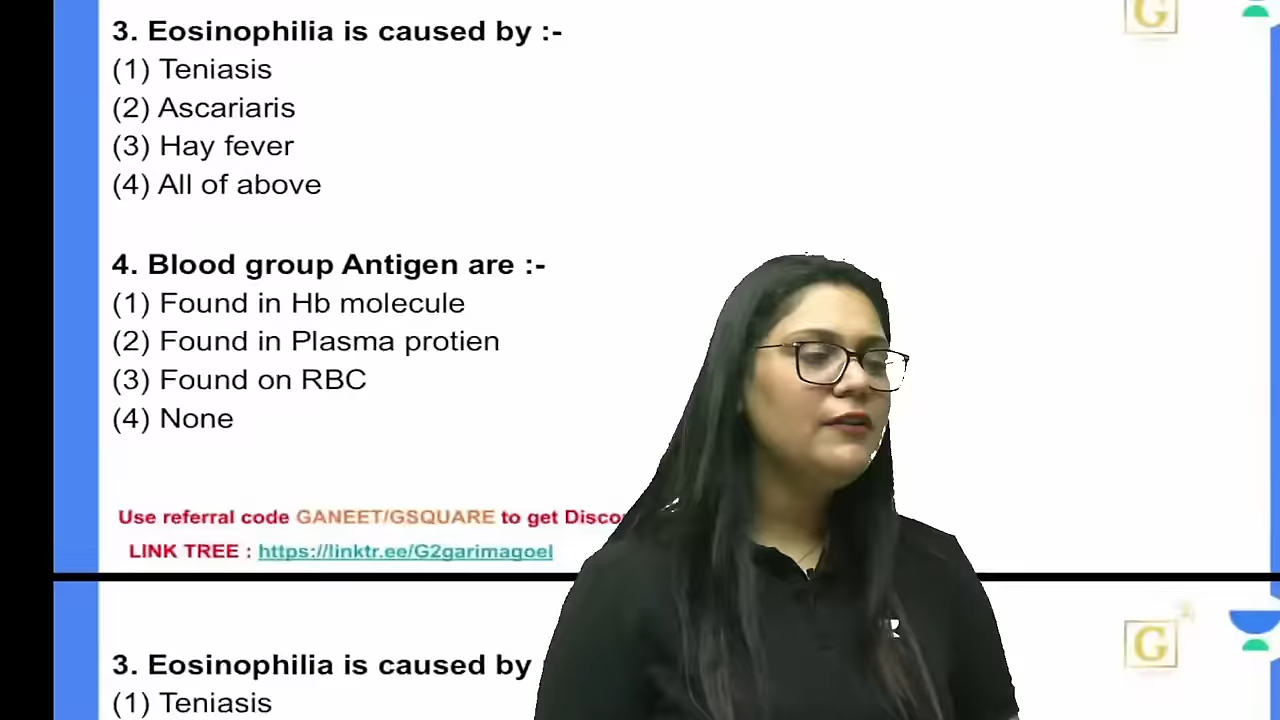 3. Eosinophilia is caused by :-
(1) Teniasis
(2) Ascariaris
(3) Hay fever
(4) All of above
4. Blood group Antigen are :-
(1) Found in Hb molecule
(2) Found in Plasma protien
(3) Found on RBC
(4) None
Use referral code GANEET/GSQUARE to get
LINK TREE : https://linktr.ee/G2garimagoel
3. Eosinophilia is caused by
(1) Teniasis
G
G